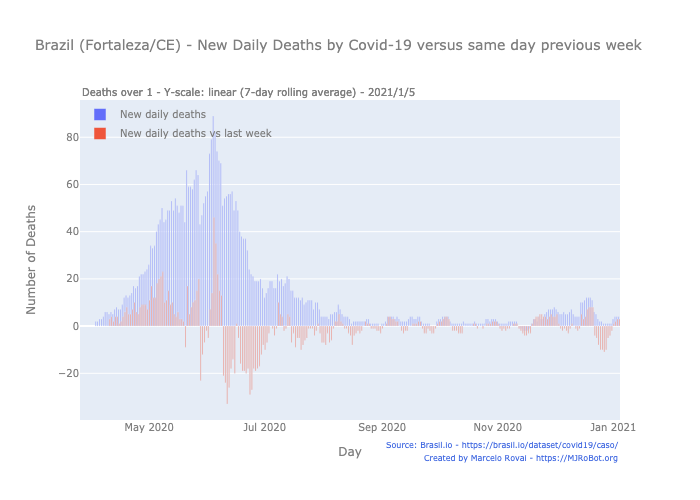 Brazil (Fortaleza/CE) - New Daily Deaths by Covid-19 versus same day previous week
Deaths over 1 - Y-scale: linear (7-day rolling average) - 2021/1/5
New daily deaths
New daily deaths vs last week
80
60
40
20
0
−20
Number of Deaths
May 2020
Jul 2020
Sep 2020
Nov 2020
Jan 2021
Day
Source: Brasil.io - https://brasil.io/dataset/covid19/caso/
Created by Marcelo Rovai - https://MJRoBot.org